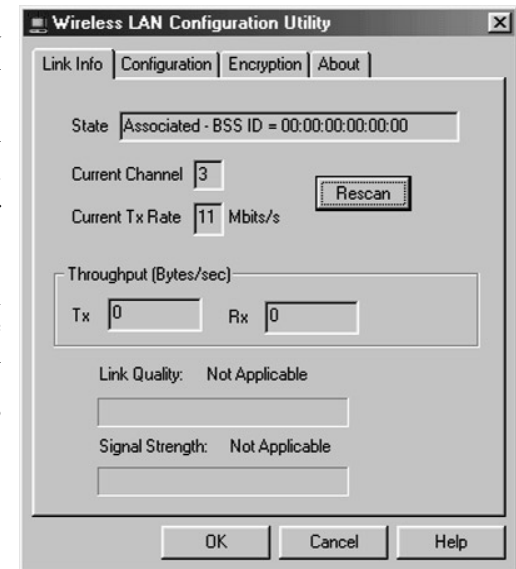 Wireless LAN Configuration Utility
Link Info Configuration Encryption About
State Associated - BSS ID = 00:00:00:00:00:00
Current Channel 3
Rescan
Current Tx Rate 11 Mbits/s
Throughput (Bytes/sec)
Tx 0 Rx 0
Link Quality: Not Applicable
Signal Strength: Not Applicable
OK Cancel Help